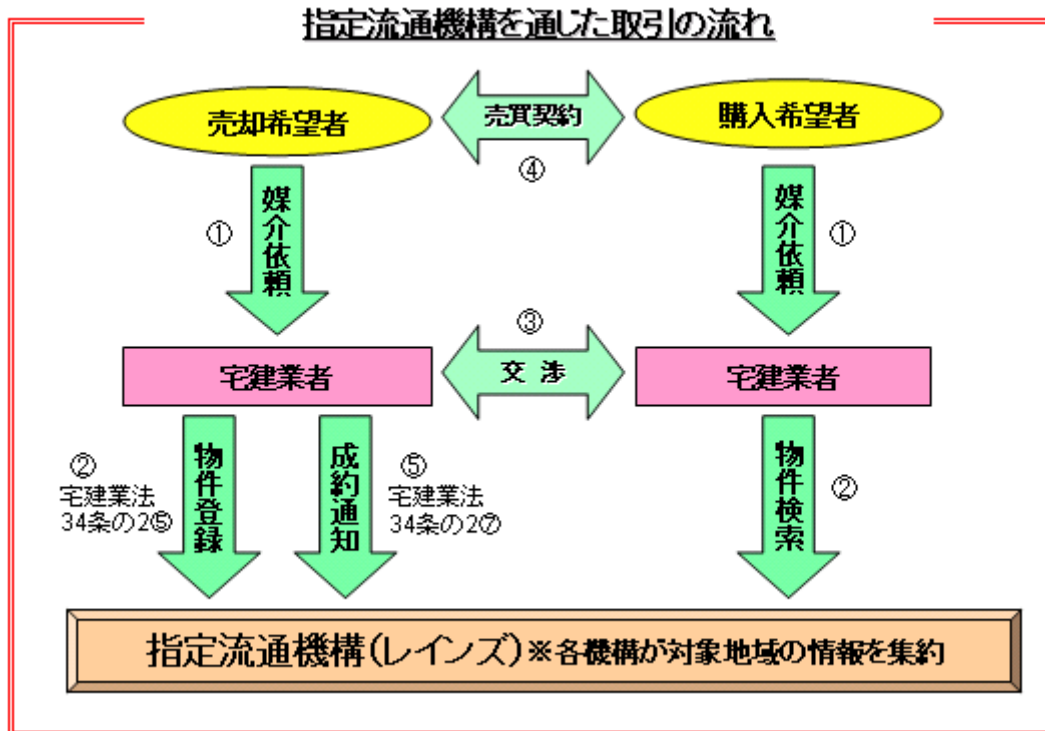 指定流通機構を通じた取引の流れ
売却希望者
売買契約
購入希望者
④
①
媒介依頼
媒介依頼
①
③
宅建業者
交 渉
宅建業者
②
宅建業法
34条の2⑤
物件登録
成約通知
⑤
宅建業法
34条の2⑦
物件検索
②
指定流通機構(レインズ)※各機構が対象地域の情報を集約